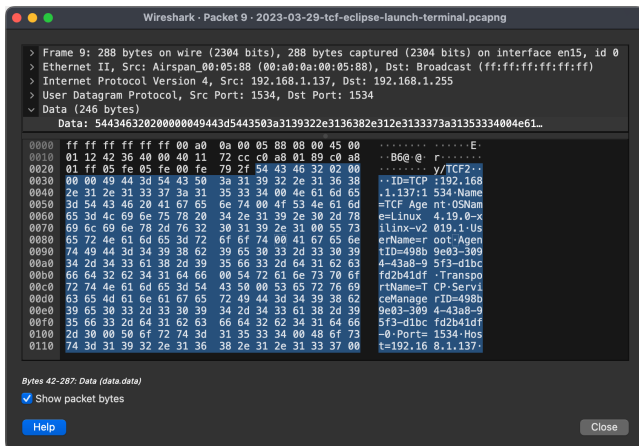 Wireshark · Packet 9 · 2023-03-29-tcf-eclipse-launch-terminal.pcapng
> Frame 9: 288 bytes on wire (2304 bits), 288 bytes captured (2304 bits) on interface en15, id 0
> Ethernet II, Src: Airspan_00:05:88 (00:a0:0a:00:05:88), Dst: Broadcast (ff:ff:ff:ff:ff:ff)
> Internet Protocol Version 4, Src: 192.168.1.137, Dst: 192.168.1.255
> User Datagram Protocol, Src Port: 1534, Dst Port: 1534
v Data (246 bytes)
Data: 544346320200000049443d5443503a3139322e3136382e312e3133373a31353334004e61…
0000 ff ff ff ff ff ff 00 a0 0a 00 05 88 08 00 45 00 ········ ······E·
0010 01 12 42 36 40 00 40 11 72 cc c0 a8 01 89 c0 a8 ··B6@·@· r·······
0020 01 ff 05 fe 05 fe 00 fe 79 2f 54 43 46 32 02 00 ········ y/TCF2··
0030 00 00 49 44 3d 54 43 50 3a 31 39 32 2e 31 36 38 ··ID=TCP :192.168
0040 2e 31 2e 31 33 37 3a 31 35 33 34 00 4e 61 6d 65 .1.137:1 534·Name
0050 3d 54 43 46 20 41 67 65 6e 74 00 4f 53 4e 61 6d =TCF Age nt·OSNam
0060 65 3d 4c 69 6e 75 78 20 34 2e 31 39 2e 30 2d 78 e=Linux 4.19.0-x
0070 69 6c 69 6e 78 2d 76 32 30 31 39 2e 31 00 55 73 ilinx-v2 019.1·Us
0080 65 72 4e 61 6d 65 3d 72 6f 6f 74 00 41 67 65 6e erName=r oot·Agen
0090 74 49 44 3d 34 39 38 62 39 65 30 33 2d 33 30 39 tID=498b 9e03-309
00a0 34 2d 34 33 61 38 2d 39 35 66 33 2d 64 31 62 63 4-43a8-9 5f3-d1bc
00b0 66 64 32 62 34 31 64 66 00 54 72 61 6e 73 70 6f fd2b41df ·Transpo
00c0 72 74 4e 61 6d 65 3d 54 43 50 00 53 65 72 76 69 rtName=T CP·Servi
00d0 63 65 4d 61 6e 61 67 65 72 49 44 3d 34 39 38 62 ceManage rID=498b
00e0 39 65 30 33 2d 33 30 39 34 2d 34 33 61 38 2d 39 9e03-309 4-43a8-9
00f0 35 66 33 2d 64 31 62 63 66 64 32 62 34 31 64 66 5f3-d1bc fd2b41df
0100 2d 30 00 50 6f 72 74 3d 31 35 33 34 00 48 6f 73 -0·Port= 1534·Hos
0110 74 3d 31 39 32 2e 31 36 38 2e 31 2e 31 33 37 00 t=192.16 8.1.137·
Bytes 42-287: Data (data.data)
Show packet bytes
Help
Close